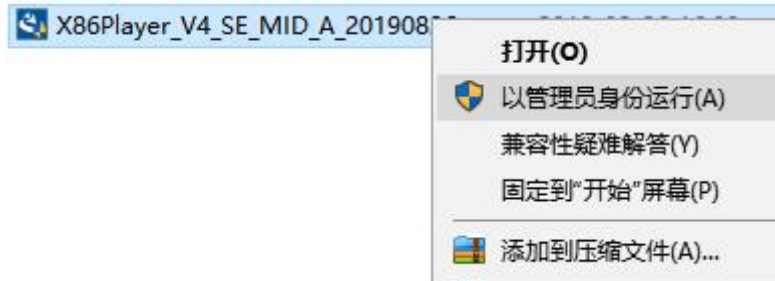 X86Player_V4_SE_MID_A_201908
打开(O)
以管理员身份运行(A)
兼容性疑难解答(Y)
固定到"开始"屏幕(P)
添加到压缩文件(A)...